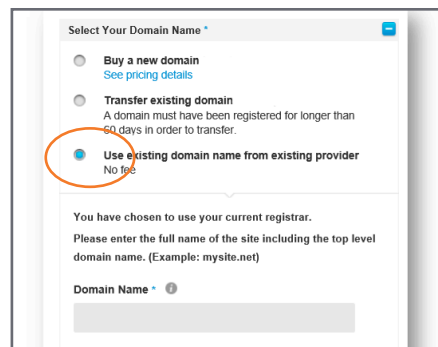 Select Your Domain Name *
Buy a new domain
See pricing details
Transfer existing domain
A domain must have been registered for longer than
60 days in order to transfer.
Use existing domain name from existing provider
No fee
You have chosen to use your current registrar.
Please enter the full name of the site including the top level
domain name. (Example: mysite.net)
Domain Name * i